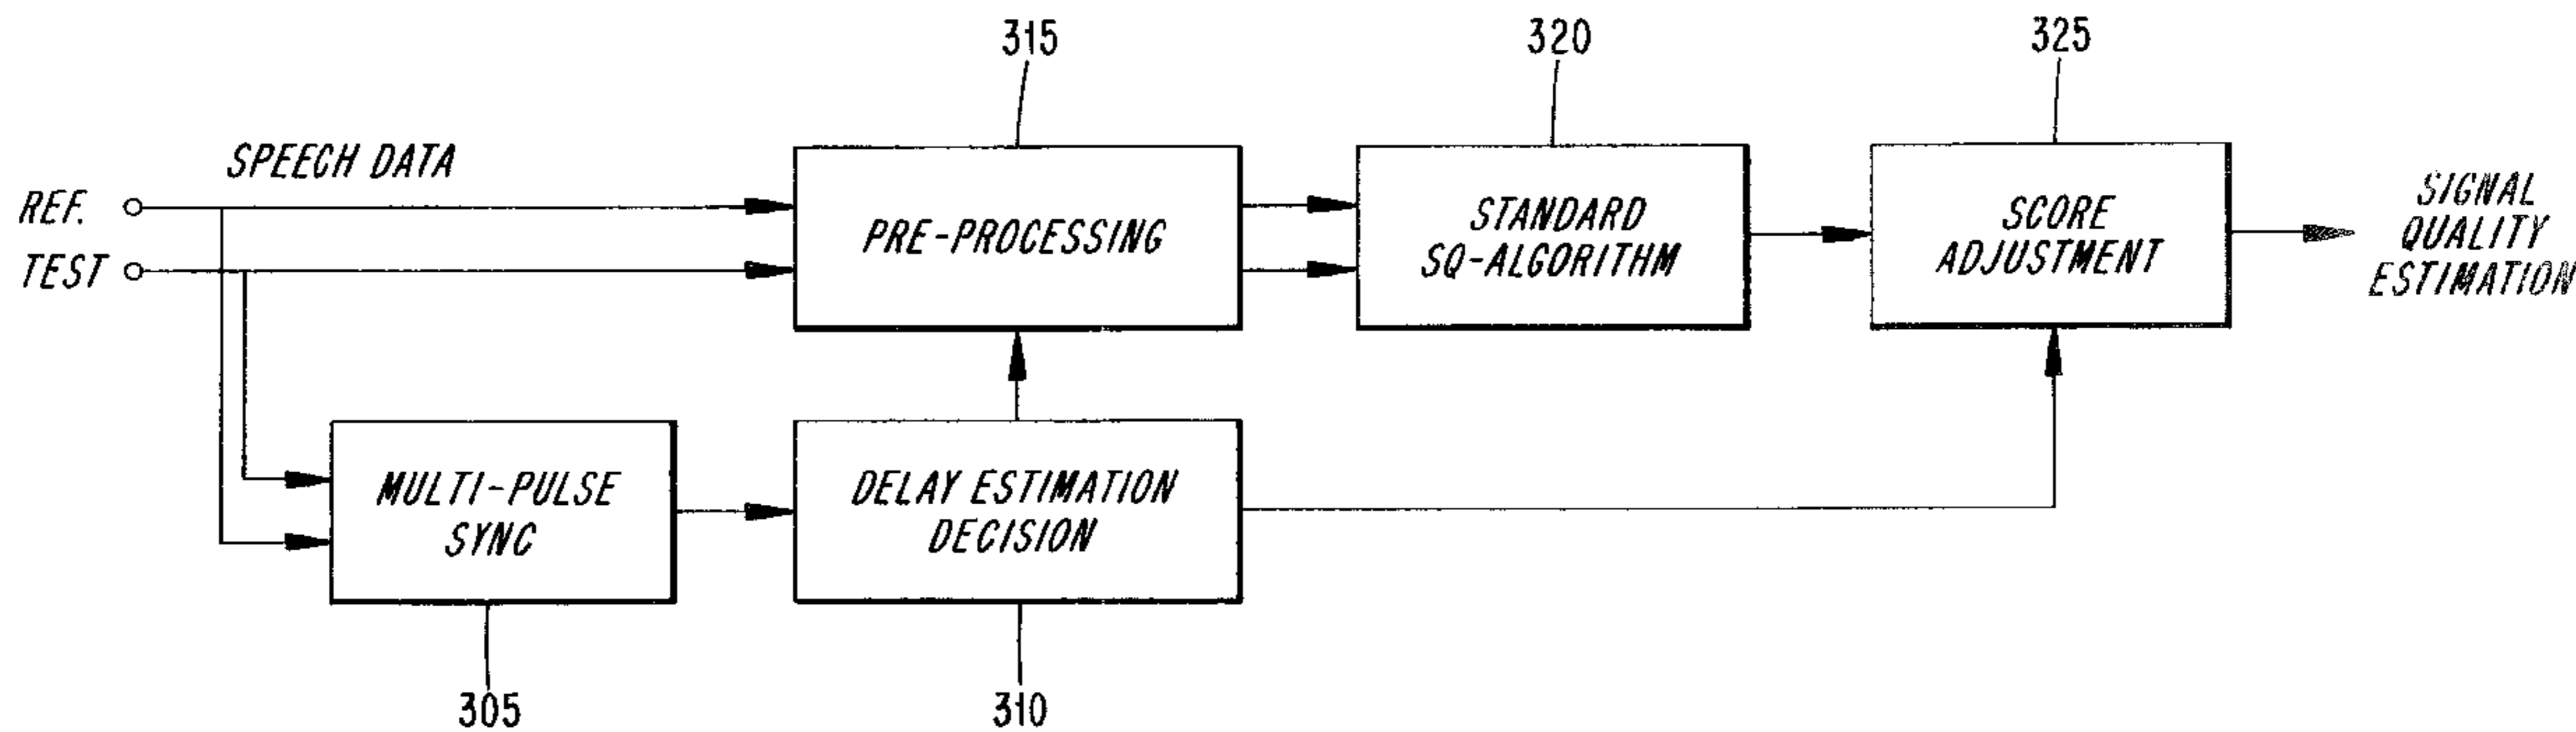 315
320
325
SPEECH DATA
REF.
TEST
PRE-PROCESSING
STANDARD
SQ-ALGORITHM
SCORE
ADJUSTMENT
SIGNAL
QUALITY
ESTIMATION
MULTI-PULSE
SYNC
DELAY ESTIMATION
DECISION
305
310